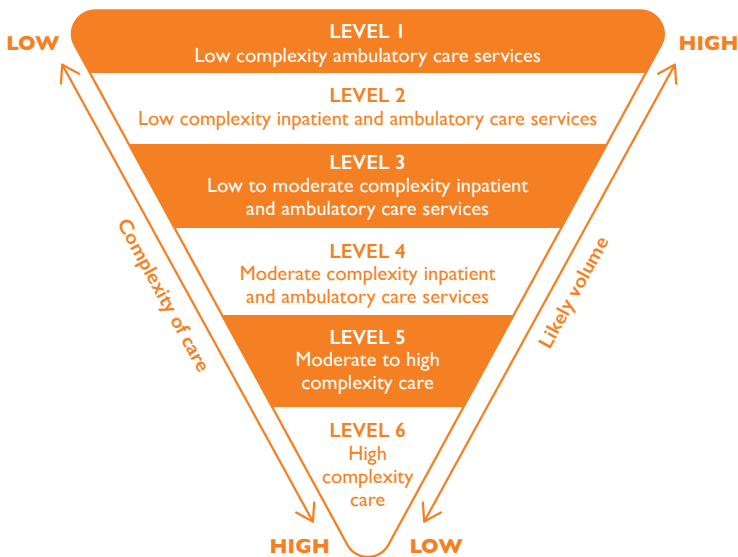 LOW
HIGH
LEVEL 1
Low complexity ambulatory care services
LEVEL 2
Low complexity inpatient and ambulatory care services
LEVEL 3
Low to moderate complexity inpatient
and ambulatory care services
Complexity of care
Likely volume
LEVEL 4
Moderate complexity inpatient
and ambulatory care services
LEVEL 5
Moderate to high
complexity care
LEVEL 6
High
complexity
care
HIGH
LOW